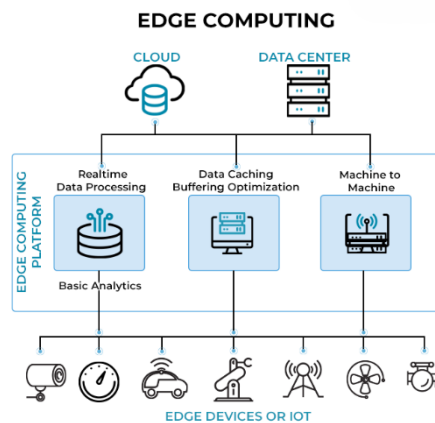 EDGE COMPUTING
CLOUD
DATA CENTER
EDGE COMPUTING
PLATFORM
Realtime
Data Processing
Data Caching
Buffering Optimization
Machine to
Machine
Basic Analytics
EDGE DEVICES OR IOT